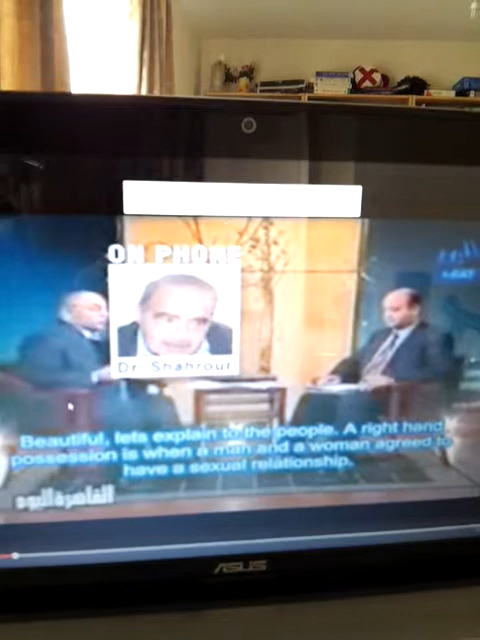 ON PHONE
Dr. Shahrour
Beautiful, lets explain to the people. A right hand
possession is when a man and a woman agreed to
have a sexual relationship.
القاهرة اليوم
ASUS